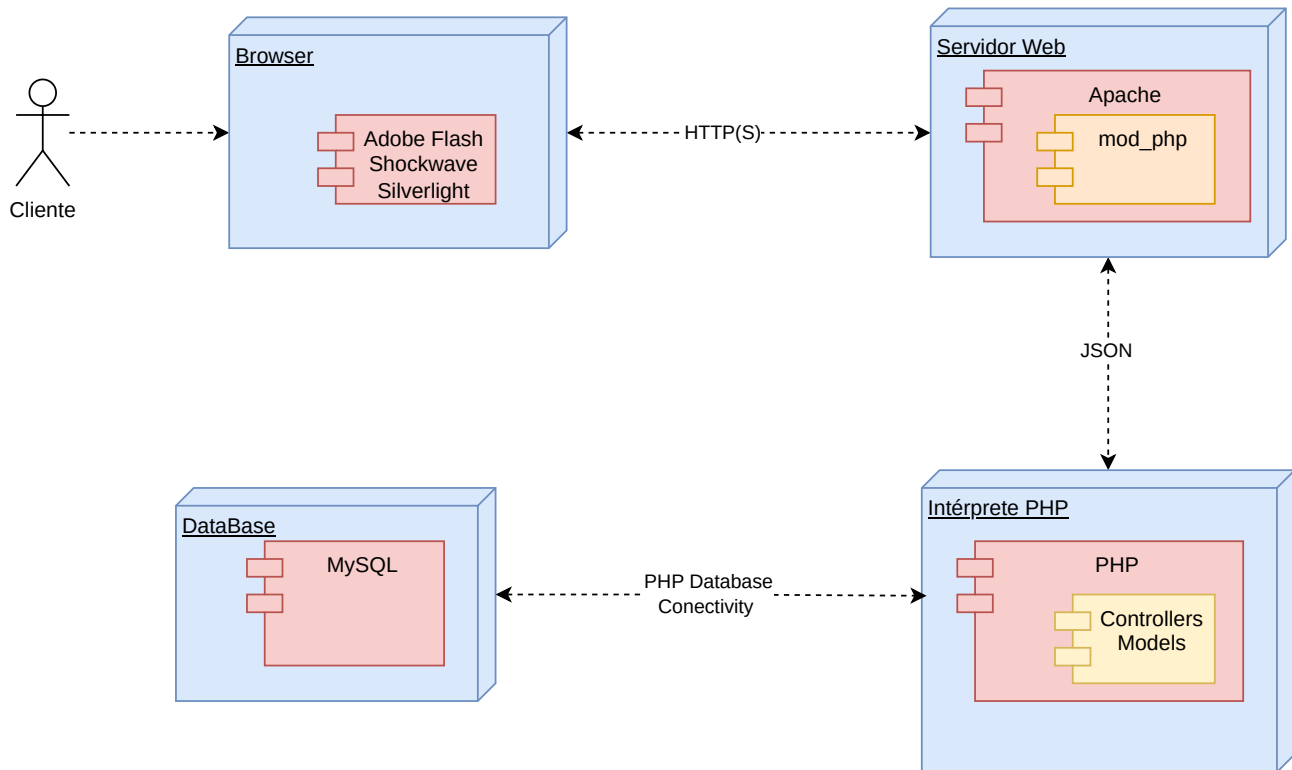 Cliente
Browser
Adobe Flash
Shockwave
Silverlight
HTTP(S)
Servidor Web
Apache
mod_php
JSON
DataBase
MySQL
PHP Database
Conectivity
Intérprete PHP
PHP
Controllers
Models